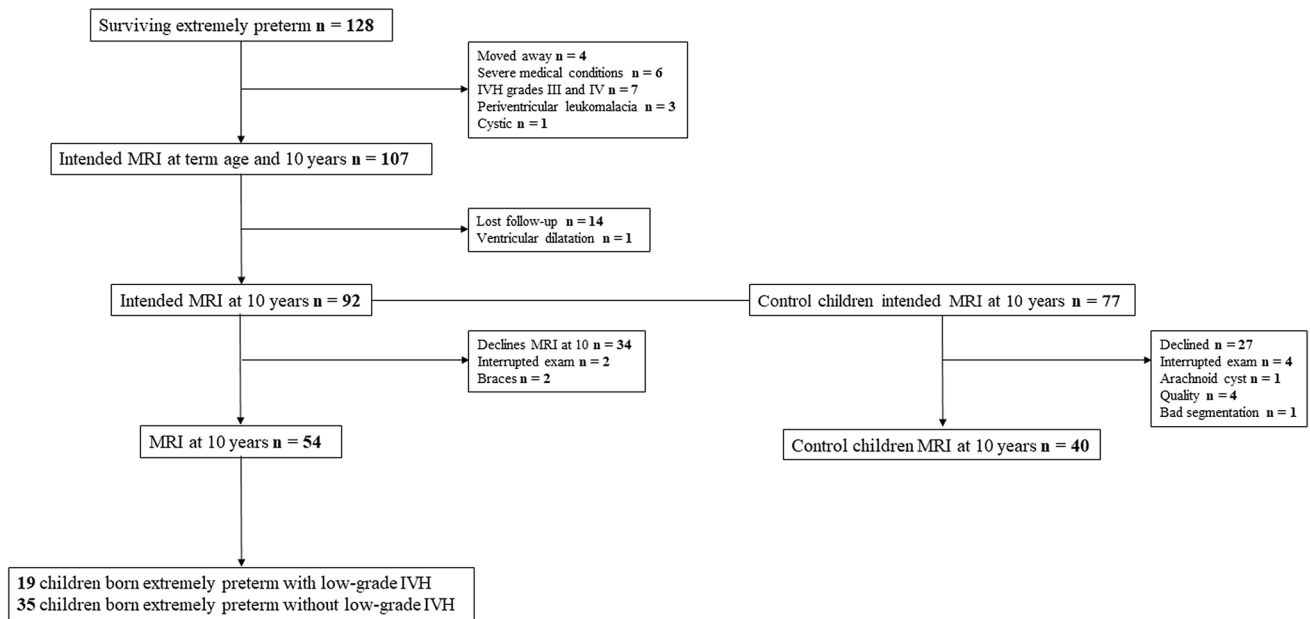 Surviving extremely preterm n = 128
Moved away n = 4
Severe medical conditions n = 6
IVH grades III and IV n = 7
Periventricular leukomalacia n = 3
Cystic n = 1
Intended MRI at term age and 10 years n = 107
Lost follow-up n = 14
Ventricular dilatation n = 1
Intended MRI at 10 years n = 92
Control children intended MRI at 10 years n = 77
Declines MRI at 10 n = 34
Interrupted exam n = 2
Braces n = 2
Declined n = 27
Interrupted exam n = 4
Arachnoid cyst n = 1
Quality n = 4
Bad segmentation n = 1
MRI at 10 years n = 54
Control children MRI at 10 years n = 40
19 children born extremely preterm with low-grade IVH
35 children born extremely preterm without low-grade IVH